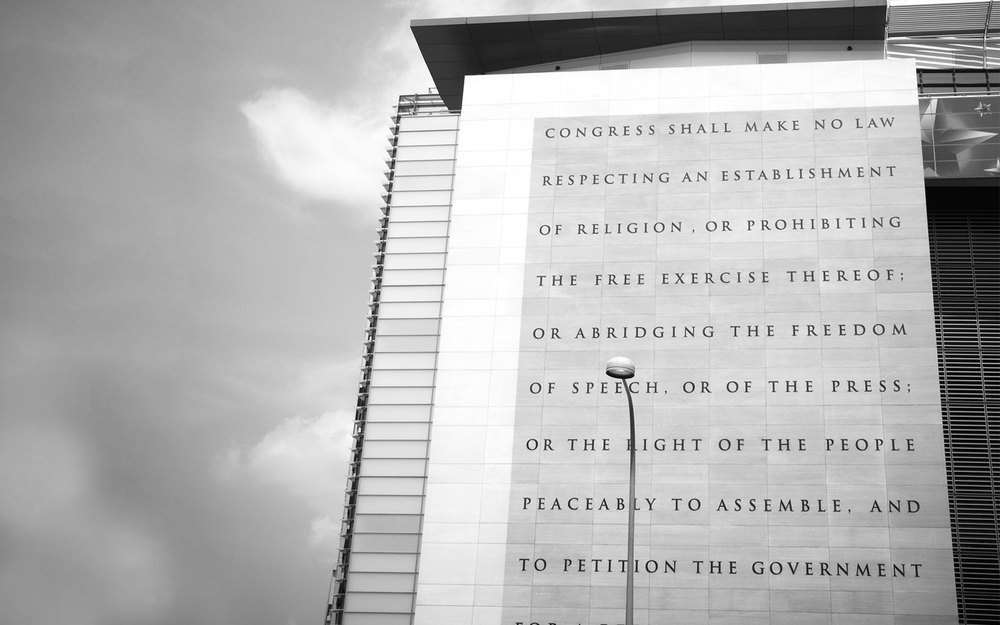 CONGRESS SHALL MAKE NO LAW
RESPECTING AN ESTABLISHMENT
OF RELIGION, OR PROHIBITING
THE FREE EXERCISE THEREOF;
OR ABRIDGING THE FREEDOM
OF SPEECH, OR OF THE PRESS;
OR THE RIGHT OF THE PEOPLE
PEACEABLY TO ASSEMBLE, AND
TO PETITION THE GOVERNMENT
FOR A